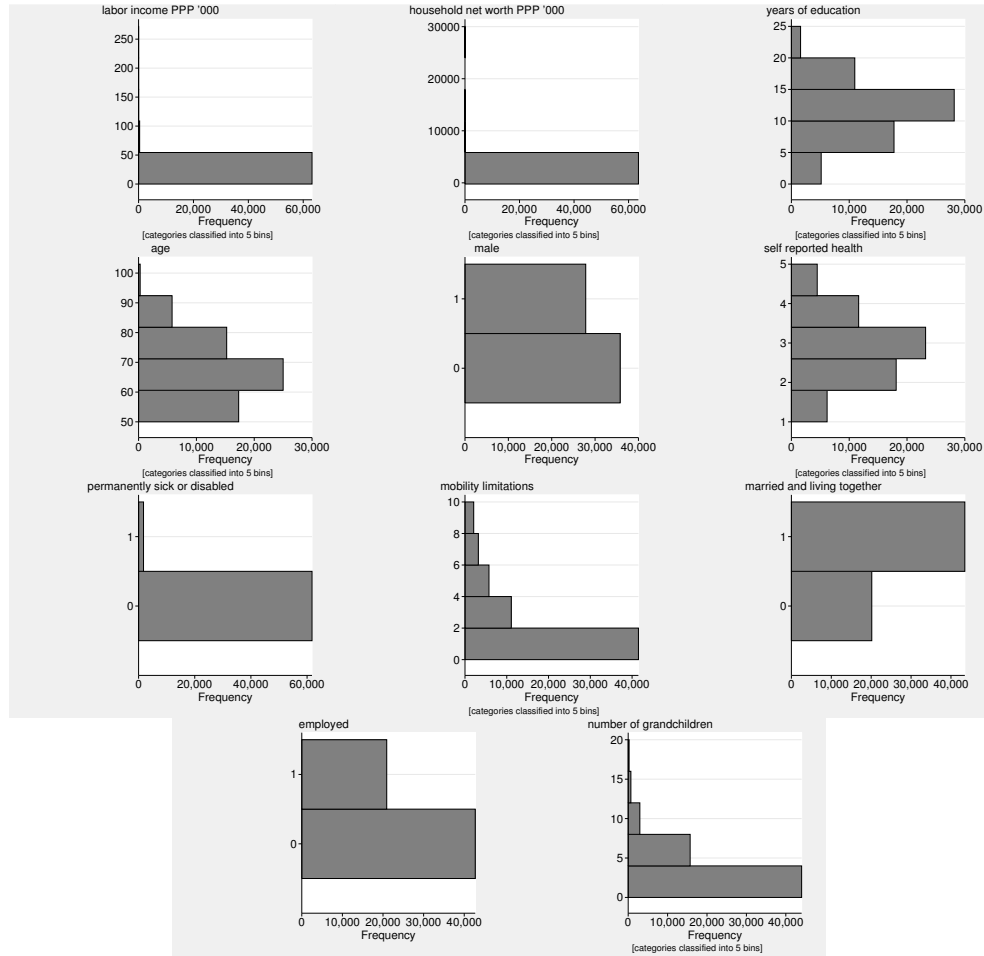 labor income PPP '000
250
200
150
100
50
0
0 20,000 40,000 60,000
Frequency
[categories classified into 5 bins]
household net worth PPP '000
30000
20000
10000
0
0 20,000 40,000 60,000
Frequency
[categories classified into 5 bins]
years of education
25
20
15
10
5
0
0 10,000 20,000 30,000
Frequency
[categories classified into 5 bins]
age
100
90
80
70
60
50
0 10,000 20,000 30,000
Frequency
[categories classified into 5 bins]
male
1
0
0 10,000 20,000 30,000 40,000
Frequency
self reported health
5
4
3
2
1
0 10,000 20,000 30,000
Frequency
[categories classified into 5 bins]
permanently sick or disabled
1
0
0 20,000 40,000 60,000
Frequency
mobility limitations
10
8
6
4
2
0
0 10,000 20,000 30,000 40,000
Frequency
[categories classified into 5 bins]
married and living together
1
0
0 10,000 20,000 30,000 40,000
Frequency
employed
1
0
0 10,000 20,000 30,000 40,000
Frequency
number of grandchildren
20
15
10
5
0
0 10,000 20,000 30,000 40,000
Frequency
[categories classified into 5 bins]